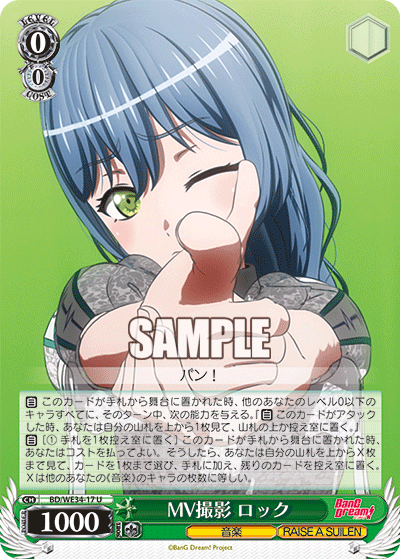 LEVEL
0
0
COST
SAMPLE
バン！
このカードが手札から舞台に置かれた時、他のあなたのレベル0以下の
キャラすべてに、そのターン中、次の能力を与える。『自 このカードがアタック
した時、あなたは自分の山札を上から1枚見て、山札の上か控え室に置く。』
自［⑴ 手札を1枚控え室に置く］ このカードが手札から舞台に置かれた時、
あなたはコストを払ってよい。そうしたら、あなたは自分の山札を上からX枚
まで見て、カードを1枚まで選び、手札に加え、残りのカードを控え室に置く。
Xは他のあなたの《音楽》のキャラの枚数に等しい。
CH
BD/WE34-17 U
1000
MV撮影 ロック
BanG Dream!
音楽
RAISE A SUILEN
©BanG Dream! Project